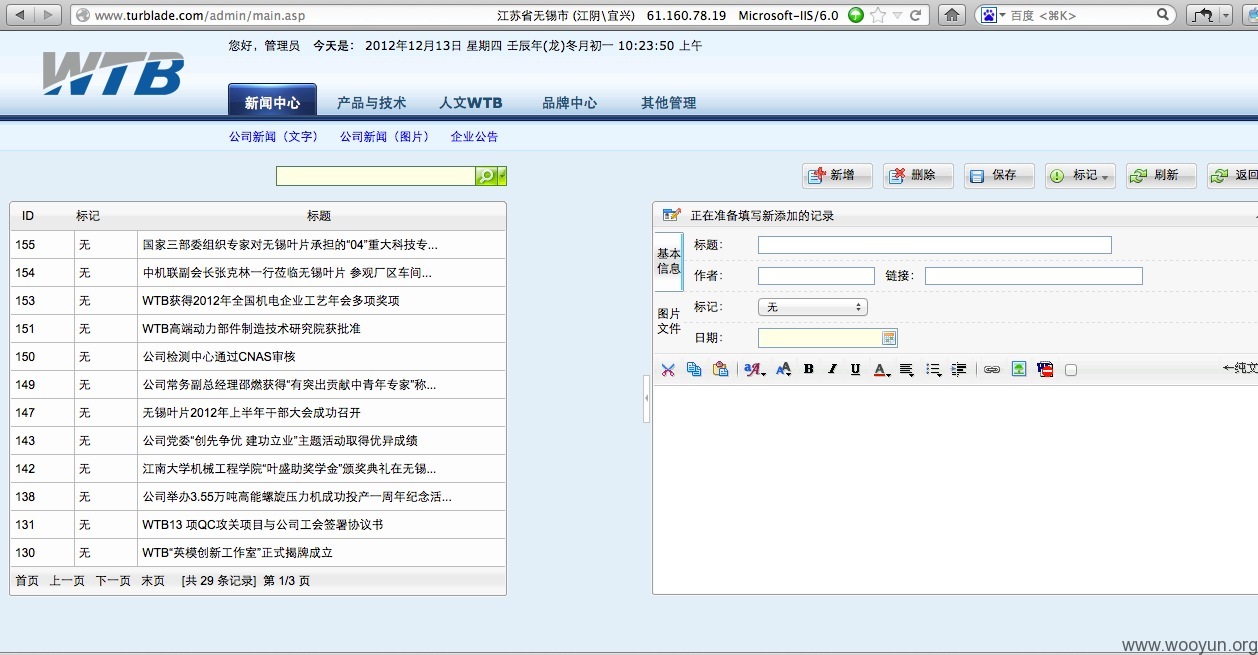 www.turblade.com/admin/main.asp 江苏省无锡市 (江阴\宜兴) 61.160.78.19 Microsoft-IIS/6.0 百度 <⌘K>
您好，管理员 今天是： 2012年12月13日 星期四 壬辰年(龙)冬月初一 10:23:50 上午
WTB
新闻中心 产品与技术 人文WTB 品牌中心 其他管理
公司新闻（文字） 公司新闻（图片） 企业公告
新增 删除 保存 标记 刷新 返回
ID 标记 标题
155 无 国家三部委组织专家对无锡叶片承担的“04”重大科技专...
154 无 中机联副会长张克林一行莅临无锡叶片 参观厂区车间...
153 无 WTB获得2012年全国机电企业工艺年会多项奖项
151 无 WTB高端动力部件制造技术研究院获批准
150 无 公司检测中心通过CNAS审核
149 无 公司常务副总经理邵燃获得“有突出贡献中青年专家”称...
147 无 无锡叶片2012年上半年干部大会成功召开
143 无 公司党委“创先争优 建功立业”主题活动取得优异成绩
142 无 江南大学机械工程学院“叶盛助奖学金”颁奖典礼在无锡...
138 无 公司举办3.55万吨高能螺旋压力机成功投产一周年纪念活...
131 无 WTB13 项QC攻关项目与公司工会签署协议书
130 无 WTB“英模创新工作室”正式揭牌成立
首页 上一页 下一页 末页 [共 29 条记录] 第 1/3 页
正在准备填写新添加的记录
基本
信息
图片
文件
标题：
作者： 链接：
标记： 无
日期：
←纯文
www.wooyun.org